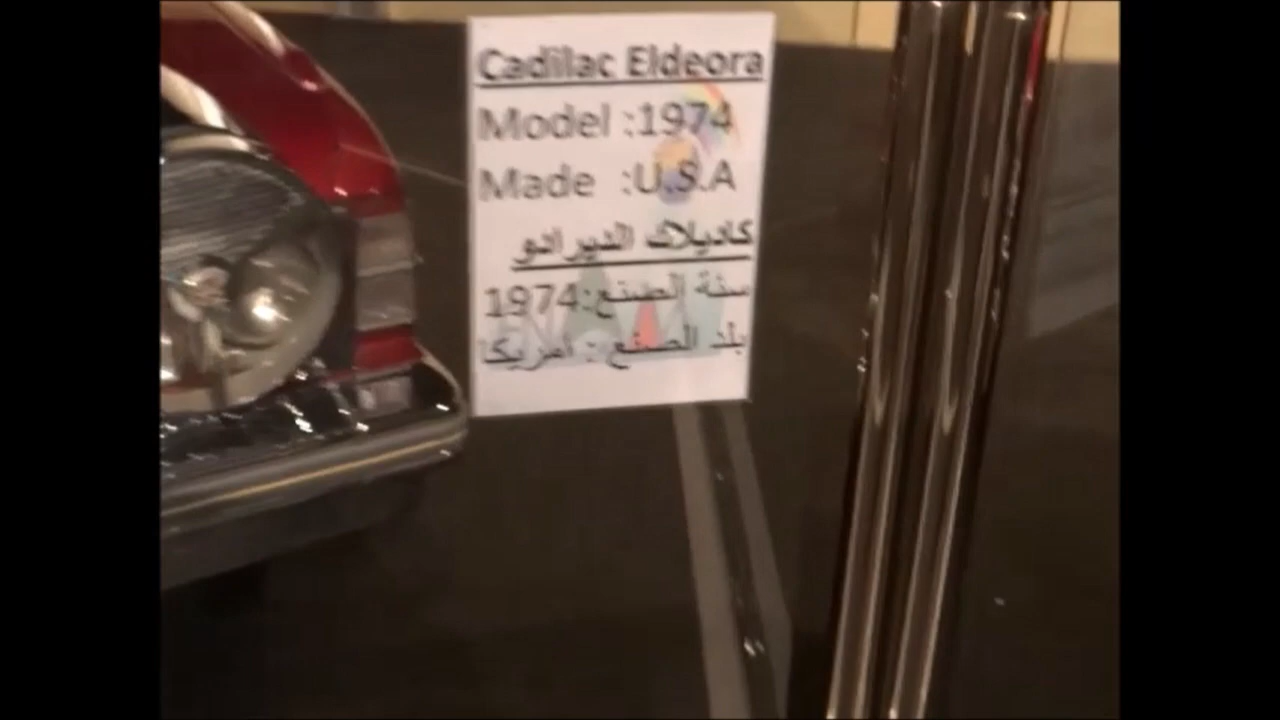 Cadilac Eldeora
Model :1974
Made :U.S.A
كاديلاك الديرادو
سنة الصنع:1974
بلد الصنع : امريكا